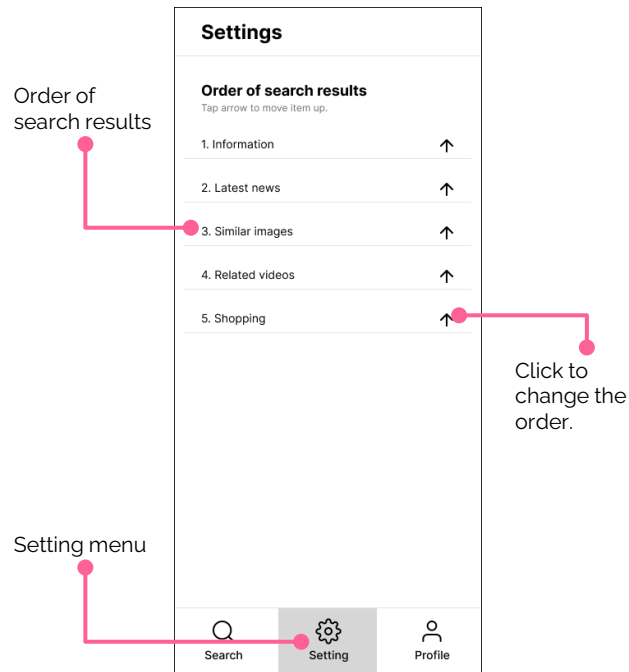 Settings
Order of search results
Tap arrow to move item up.
Order of
search results
1. Information
2. Latest news
3. Similar images
4. Related videos
5. Shopping
Click to
change the
order.
Setting menu
Search
Setting
Profile